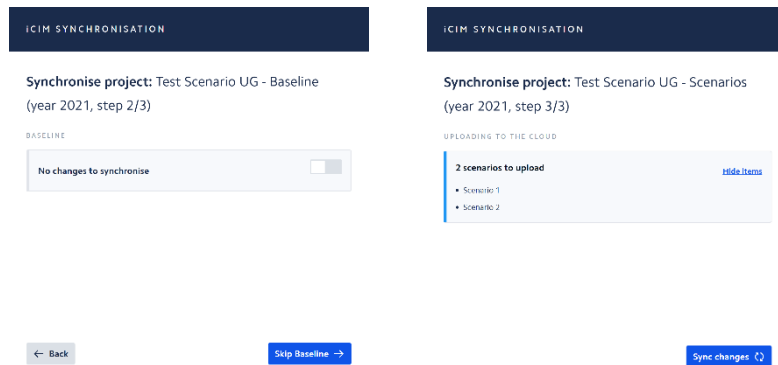 iCIM SYNCHRONISATION
Synchronise project: Test Scenario UG - Baseline
(year 2021, step 2/3)
BASELINE
No changes to synchronise
← Back
Skip Baseline →
iCIM SYNCHRONISATION
Synchronise project: Test Scenario UG - Scenarios
(year 2021, step 3/3)
UPLOADING TO THE CLOUD
2 scenarios to upload
Hide items
• Scenario 1
• Scenario 2
Sync changes